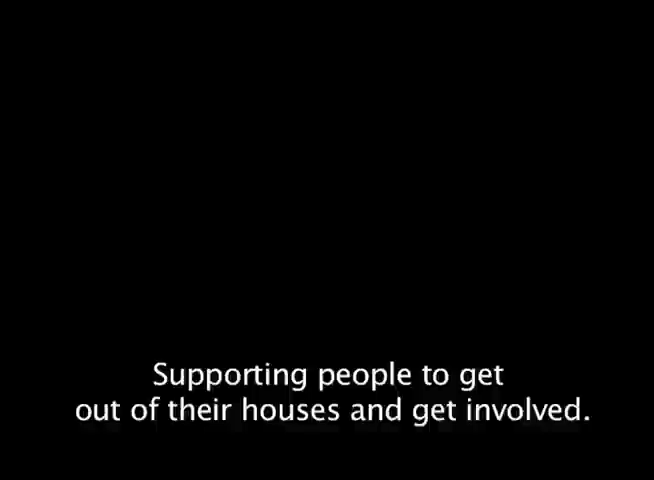 Supporting people to get
out of their houses and get involved.